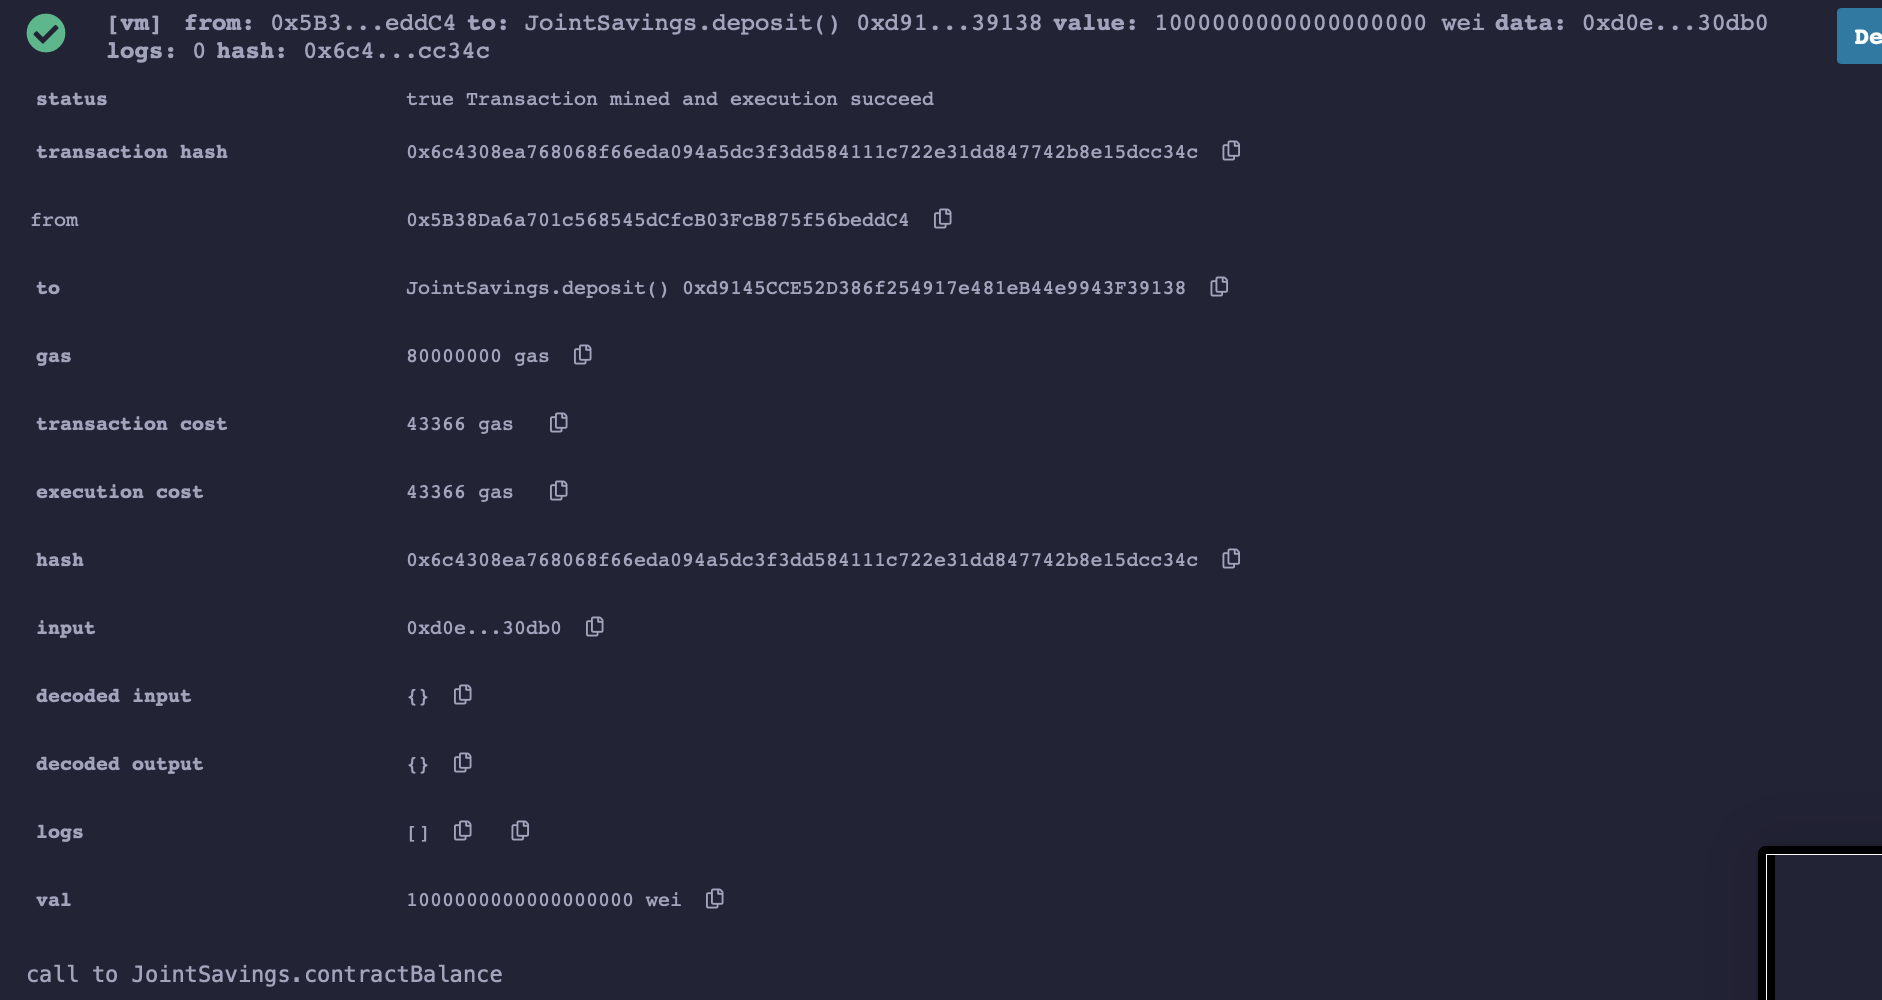 [vm] from: 0x5B3...eddC4 to: JointSavings.deposit() 0xd91...39138 value: 1000000000000000000 wei data: 0xd0e...30db0
logs: 0 hash: 0x6c4...cc34c
De
status true Transaction mined and execution succeed
transaction hash 0x6c4308ea768068f66eda094a5dc3f3dd584111c722e31dd847742b8e15dcc34c
from 0x5B38Da6a701c568545dCfcB03FcB875f56beddC4
to JointSavings.deposit() 0xd9145CCE52D386f254917e481eB44e9943F39138
gas 80000000 gas
transaction cost 43366 gas
execution cost 43366 gas
hash 0x6c4308ea768068f66eda094a5dc3f3dd584111c722e31dd847742b8e15dcc34c
input 0xd0e...30db0
decoded input {}
decoded output {}
logs []
val 1000000000000000000 wei
call to JointSavings.contractBalance